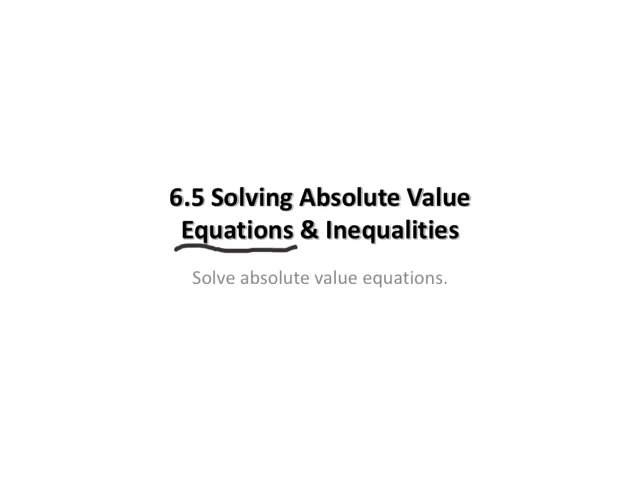 6.5 Solving Absolute Value
Equations & Inequalities
Solve absolute value equations.